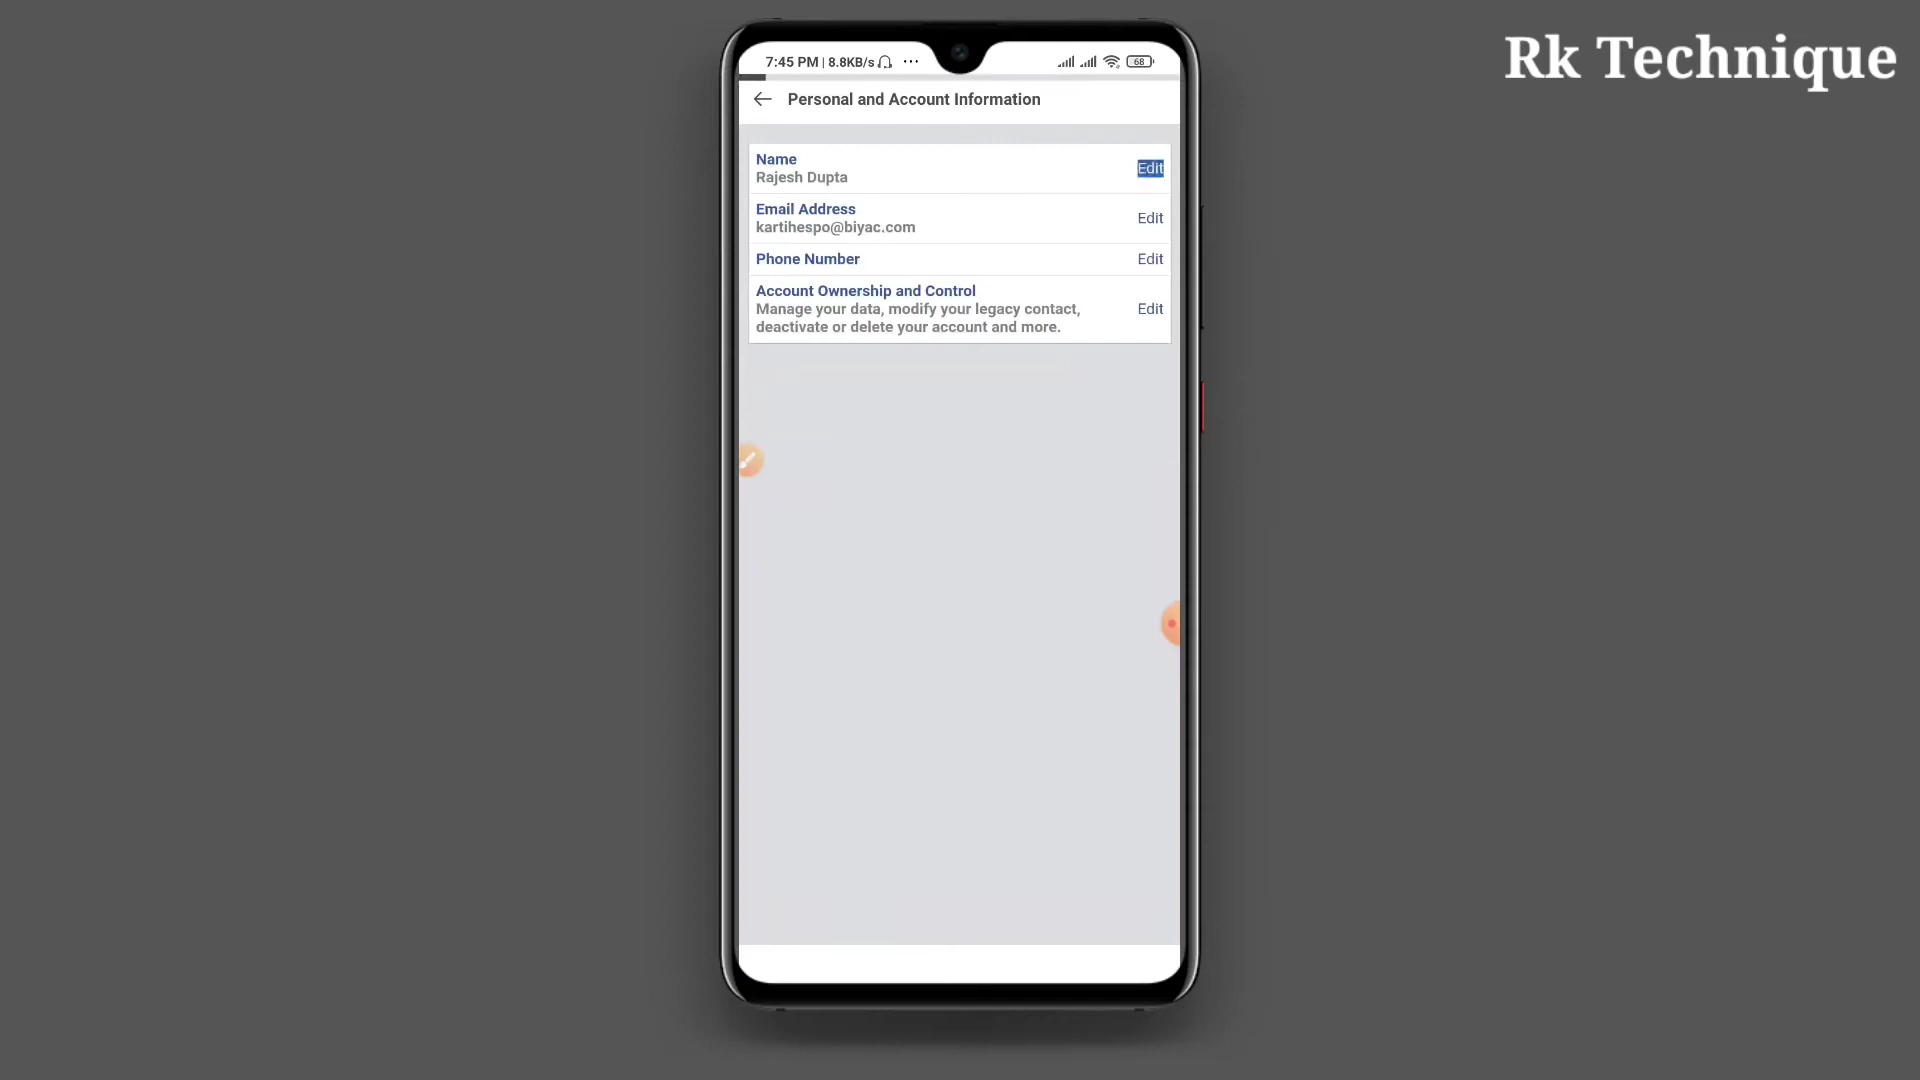 Rk Technique
7:45 PM | 8.8KB/s ...
68
Personal and Account Information
Name
Rajesh Dupta
Edit
Email Address
kartihespo@biyac.com
Edit
Phone Number
Edit
Account Ownership and Control
Manage your data, modify your legacy contact,
deactivate or delete your account and more.
Edit